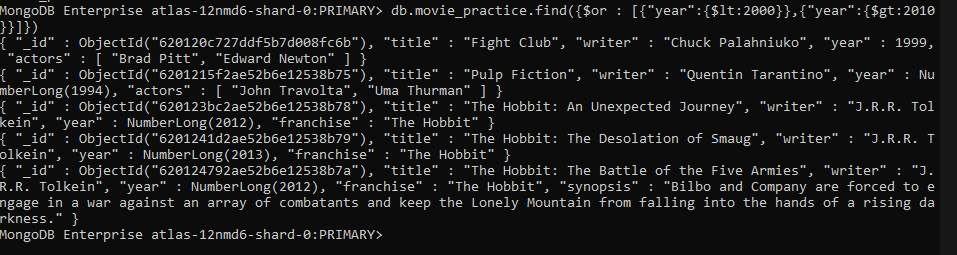 MongoDB Enterprise atlas-12nmd6-shard-0:PRIMARY> db.movie_practice.find({$or : [{"year":{$lt:2000}},{"year":{$gt:2010
}}]})
{ "_id" : ObjectId("620120c727ddf5b7d008fc6b"), "title" : "Fight Club", "writer" : "Chuck Palahniuko", "year" : 1999,
 "actors" : [ "Brad Pitt", "Edward Newton" ] }
{ "_id" : ObjectId("6201215f2ae52b6e12538b75"), "title" : "Pulp Fiction", "writer" : "Quentin Tarantino", "year" : Nu
mberLong(1994), "actors" : [ "John Travolta", "Uma Thurman" ] }
{ "_id" : ObjectId("620123bc2ae52b6e12538b78"), "title" : "The Hobbit: An Unexpected Journey", "writer" : "J.R.R. Tol
kein", "year" : NumberLong(2012), "franchise" : "The Hobbit" }
{ "_id" : ObjectId("6201241d2ae52b6e12538b79"), "title" : "The Hobbit: The Desolation of Smaug", "writer" : "J.R.R. T
olkein", "year" : NumberLong(2013), "franchise" : "The Hobbit" }
{ "_id" : ObjectId("620124792ae52b6e12538b7a"), "title" : "The Hobbit: The Battle of the Five Armies", "writer" : "J.
R.R. Tolkein", "year" : NumberLong(2012), "franchise" : "The Hobbit", "synopsis" : "Bilbo and Company are forced to e
ngage in a war against an array of combatants and keep the Lonely Mountain from falling into the hands of a rising da
rkness." }
MongoDB Enterprise atlas-12nmd6-shard-0:PRIMARY>